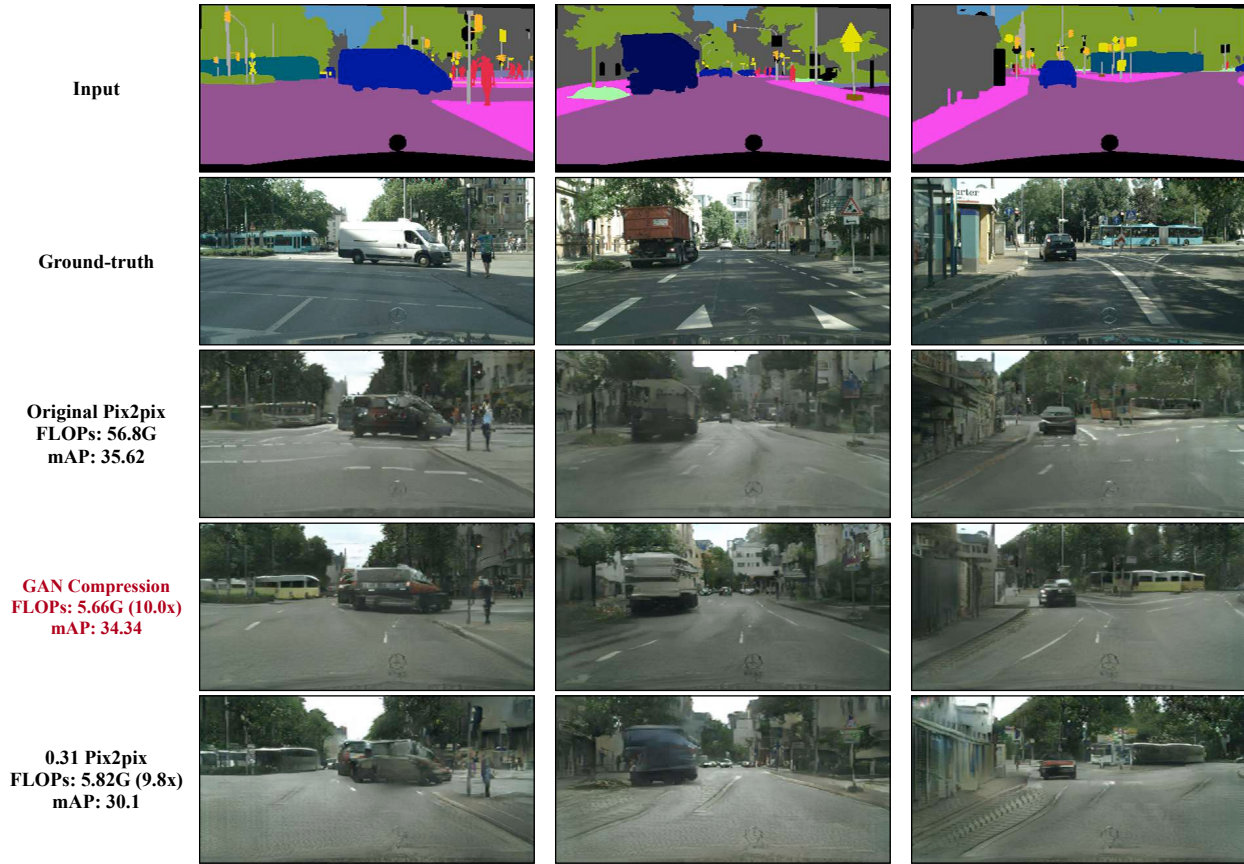 Input
Ground-truth
Original Pix2pix
FLOPs: 56.8G
mAP: 35.62
GAN Compression
FLOPs: 5.66G (10.0x)
mAP: 34.34
0.31 Pix2pix
FLOPs: 5.82G (9.8x)
mAP: 30.1